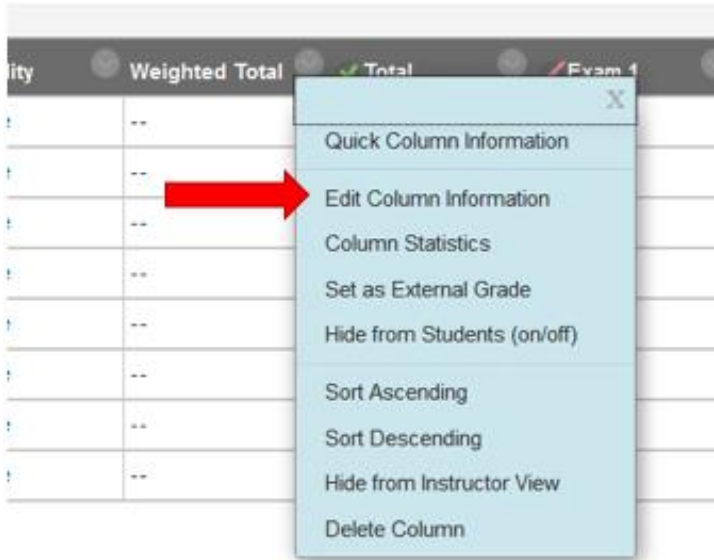 lity Weighted Total Total Exam 1
X
Quick Column Information
--
--
Edit Column Information
--
Column Statistics
--
Set as External Grade
--
Hide from Students (on/off)
--
Sort Ascending
--
Sort Descending
--
Hide from Instructor View
Delete Column